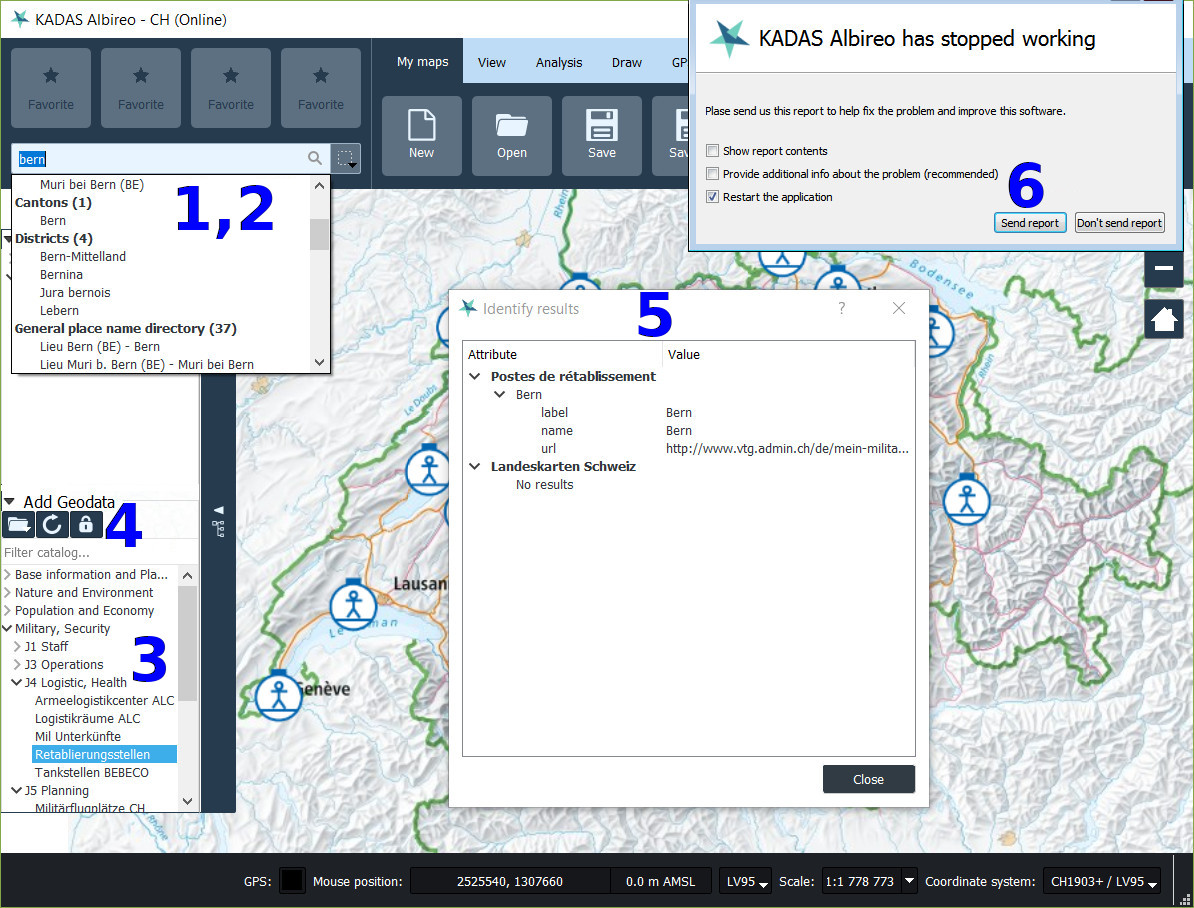 KADAS Albireo - CH (Online)
Favorite
Favorite
Favorite
Favorite
My maps
View
Analysis
Draw
GP
bern
New
Open
Save
Sav
Muri bei Bern (BE)
Cantons (1)
Bern
Districts (4)
Bern-Mittelland
Bernina
Jura bernois
Lebern
General place name directory (37)
Lieu Bern (BE) - Bern
Lieu Muri b. Bern (BE) - Muri bei Bern
1,2
KADAS Albireo has stopped working
Plase send us this report to help fix the problem and improve this software.
Show report contents
Provide additional info about the problem (recommended)
Restart the application
6
Send report
Don't send report
Rhein
Bodensee
Rhein
Le Doubs
Identify results
5
?
Attribute
Value
Postes de rétablissement
Bern
label
Bern
name
Bern
url
http://www.vtg.admin.ch/de/mein-milita...
Landeskarten Schweiz
No results
Close
Add Geodata
4
Filter catalog...
Base information and Pla...
Nature and Environment
Population and Economy
Military, Security
J1 Staff
J3 Operations
3
J4 Logistic, Health
Armeelogistikcenter ALC
Logistikräume ALC
Mil Unterkünfte
Retablierungsstellen
Tankstellen BEBECO
J5 Planning
Militärflugplätze CH
Lausan
Le man
Genève
Rhône
GPS:
Mouse position:
2525540, 1307660
0.0 m AMSL
LV95
Scale:
1:1 778 773
Coordinate system:
CH1903+ / LV95